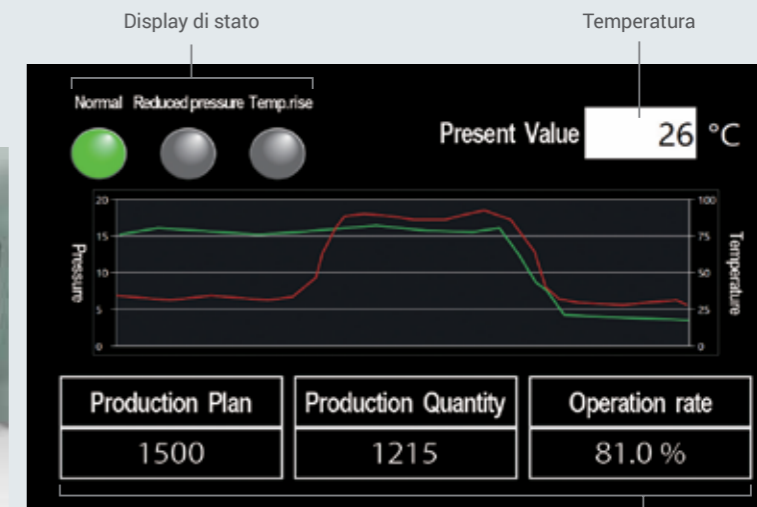 Display di stato
Temperatura
Normal Reduced pressure Temp.rise
Present Value 26 °C
20 100
15 75
10 50
5 25
0 0
Pressure
Temperature
Production Plan Production Quantity Operation rate
1500 1215 81.0 %